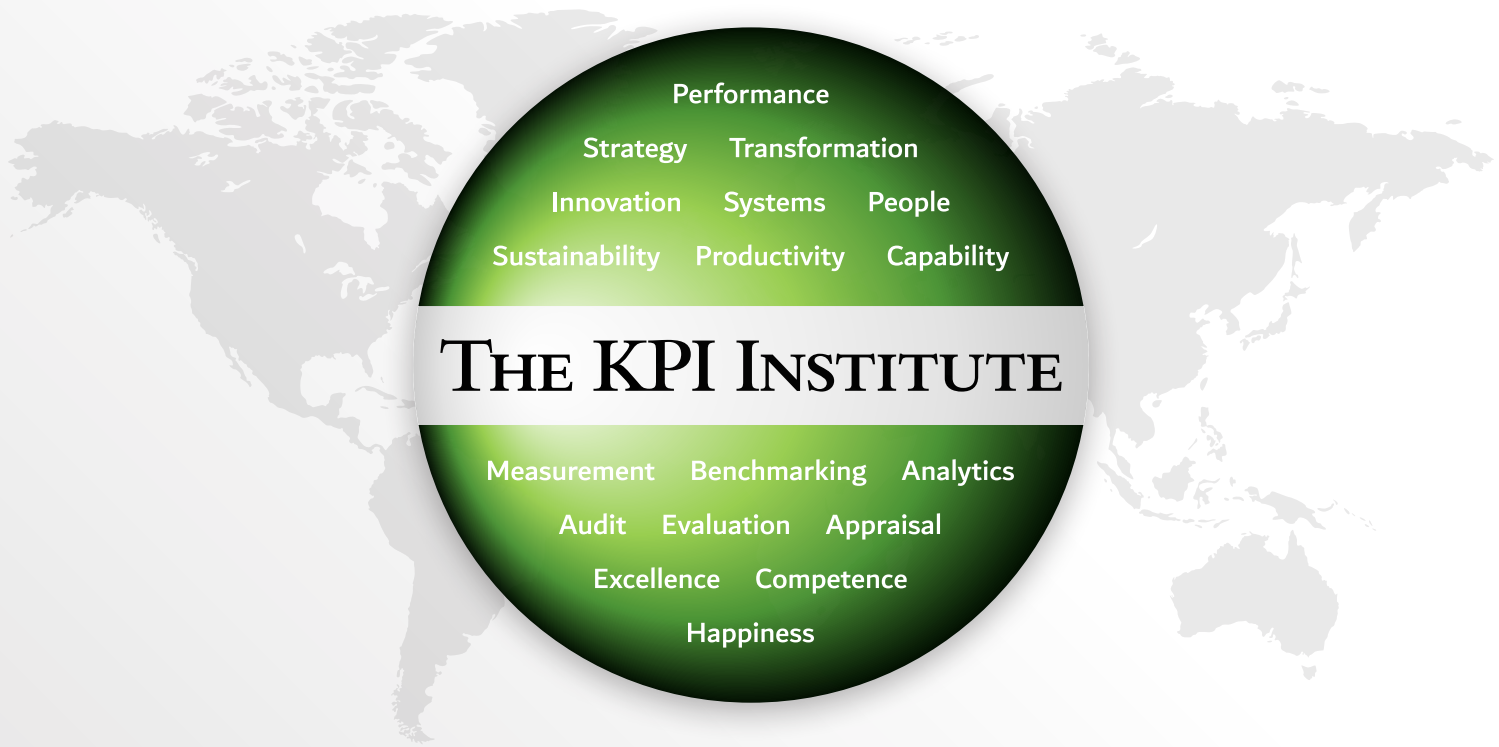 Performance
Strategy Transformation
Innovation Systems People
Sustainability Productivity Capability
The KPI Institute
Measurement Benchmarking Analytics
Audit Evaluation Appraisal
Excellence Competence
Happiness